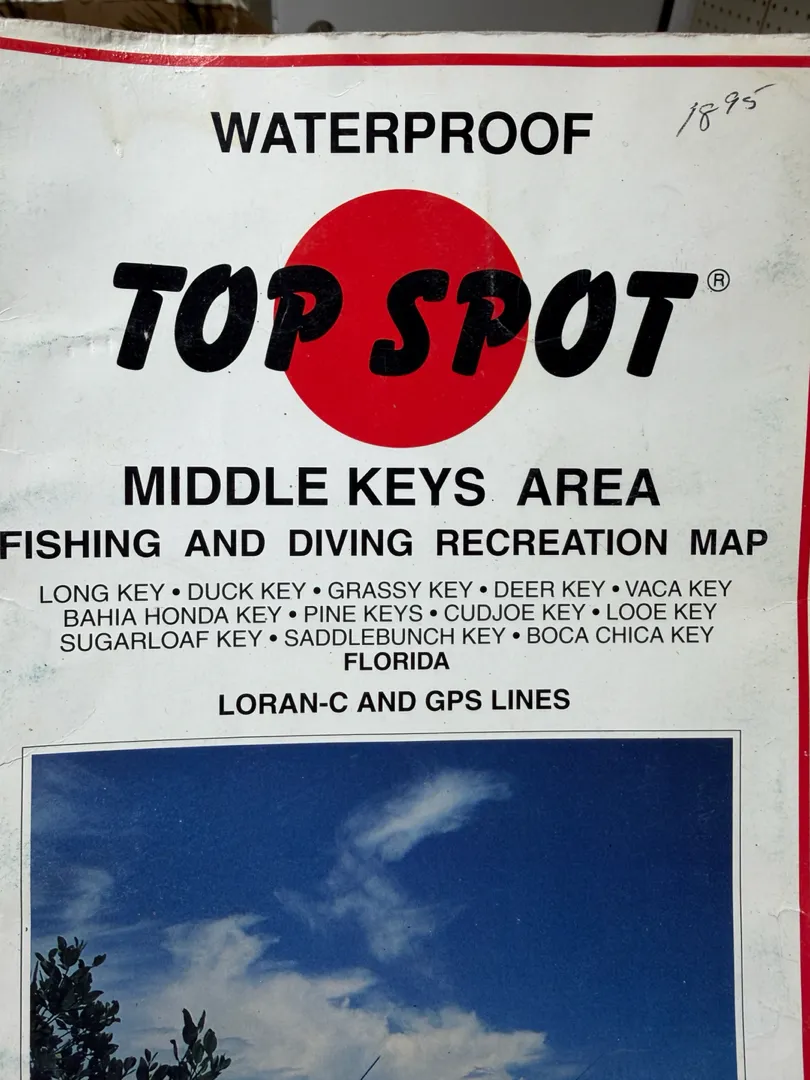 18 95
WATERPROOF
TOP SPOT®
MIDDLE KEYS AREA
FISHING AND DIVING RECREATION MAP
LONG KEY • DUCK KEY • GRASSY KEY • DEER KEY • VACA KEY
BAHIA HONDA KEY • PINE KEYS • CUDJOE KEY • LOOE KEY
SUGARLOAF KEY • SADDLEBUNCH KEY • BOCA CHICA KEY
FLORIDA
LORAN-C AND GPS LINES